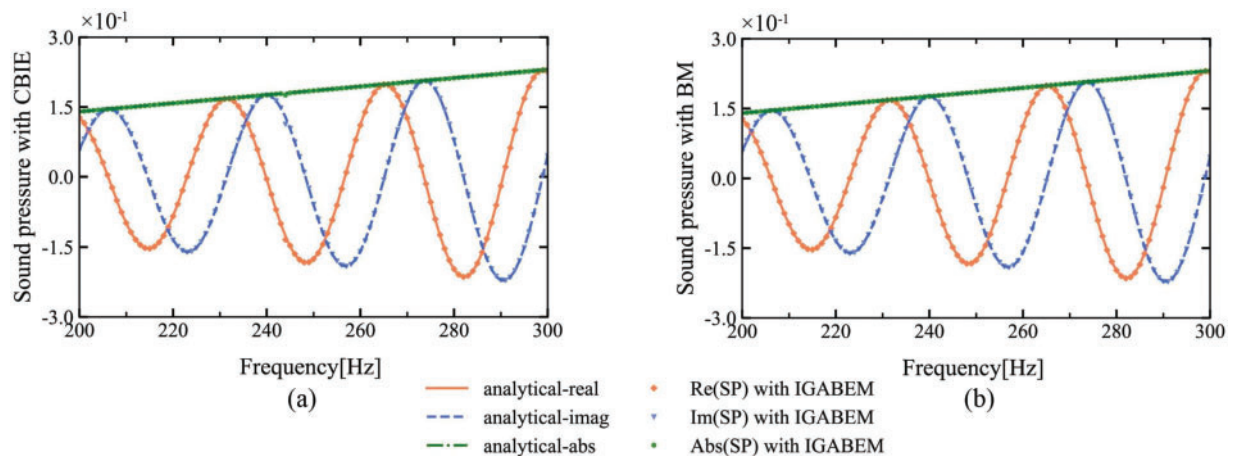 ×10⁻¹
3.0
1.5
0.0
-1.5
-3.0
Sound pressure with CBIE
200 220 240 260 280 300
Frequency[Hz]
(a)
×10⁻¹
3.0
1.5
0.0
-1.5
-3.0
Sound pressure with BM
200 220 240 260 280 300
Frequency[Hz]
(b)
analytical-real
analytical-imag
analytical-abs
Re(SP) with IGABEM
Im(SP) with IGABEM
Abs(SP) with IGABEM